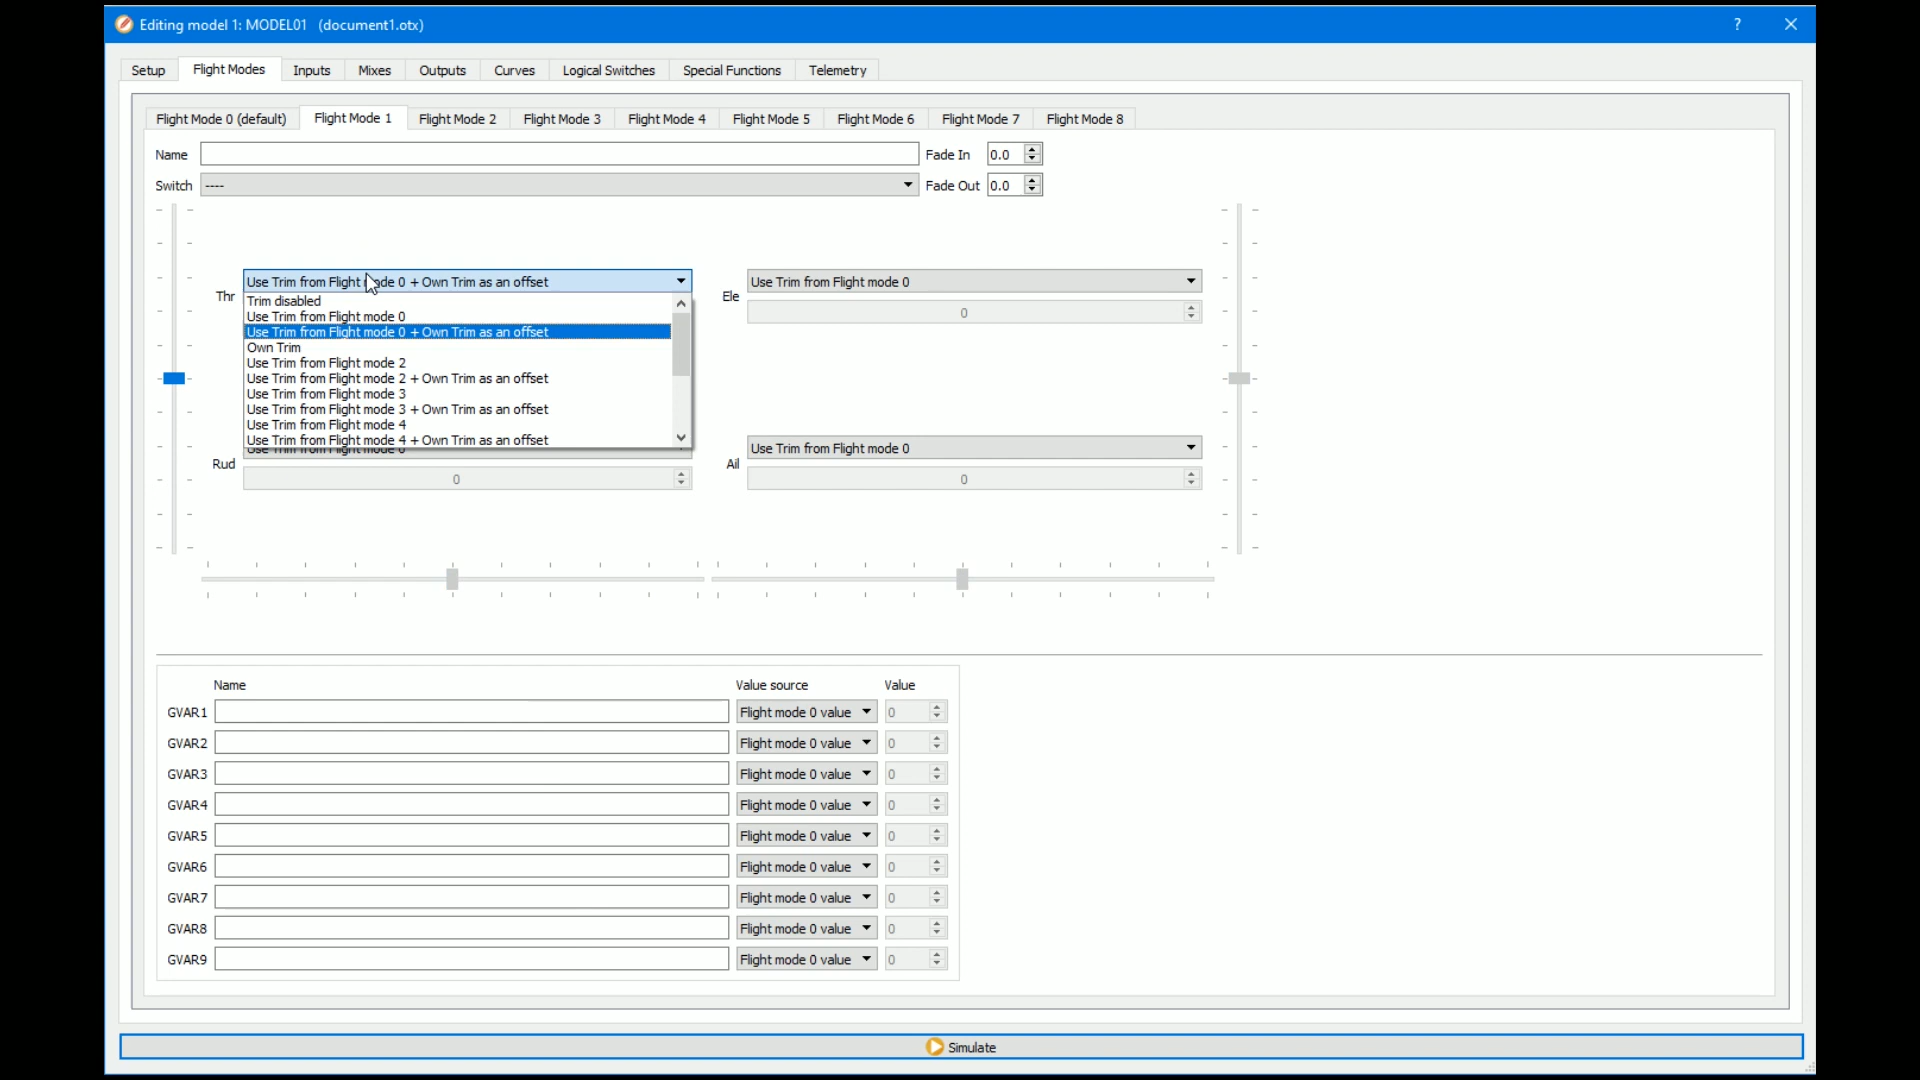 Editing model 1: MODEL01 (document1.otx) ?
Setup Flight Modes Inputs Mixes Outputs Curves Logical Switches Special Functions Telemetry
Flight Mode 0 (default) Flight Mode 1 Flight Mode 2 Flight Mode 3 Flight Mode 4 Flight Mode 5 Flight Mode 6 Flight Mode 7 Flight Mode 8
Name Fade In 0.0
Switch ---- Fade Out 0.0
Thr Use Trim from Flight mode 0 + Own Trim as an offset
Trim disabled
Use Trim from Flight mode 0
Use Trim from Flight mode 0 + Own Trim as an offset
Own Trim
Use Trim from Flight mode 2
Use Trim from Flight mode 2 + Own Trim as an offset
Use Trim from Flight mode 3
Use Trim from Flight mode 3 + Own Trim as an offset
Use Trim from Flight mode 4
Use Trim from Flight mode 4 + Own Trim as an offset
Ele Use Trim from Flight mode 0
0
Rud Use Trim from Flight mode 0
0
Ail Use Trim from Flight mode 0
0
Name Value source Value
GVAR1 Flight mode 0 value 0
GVAR2 Flight mode 0 value 0
GVAR3 Flight mode 0 value 0
GVAR4 Flight mode 0 value 0
GVAR5 Flight mode 0 value 0
GVAR6 Flight mode 0 value 0
GVAR7 Flight mode 0 value 0
GVAR8 Flight mode 0 value 0
GVAR9 Flight mode 0 value 0
Simulate